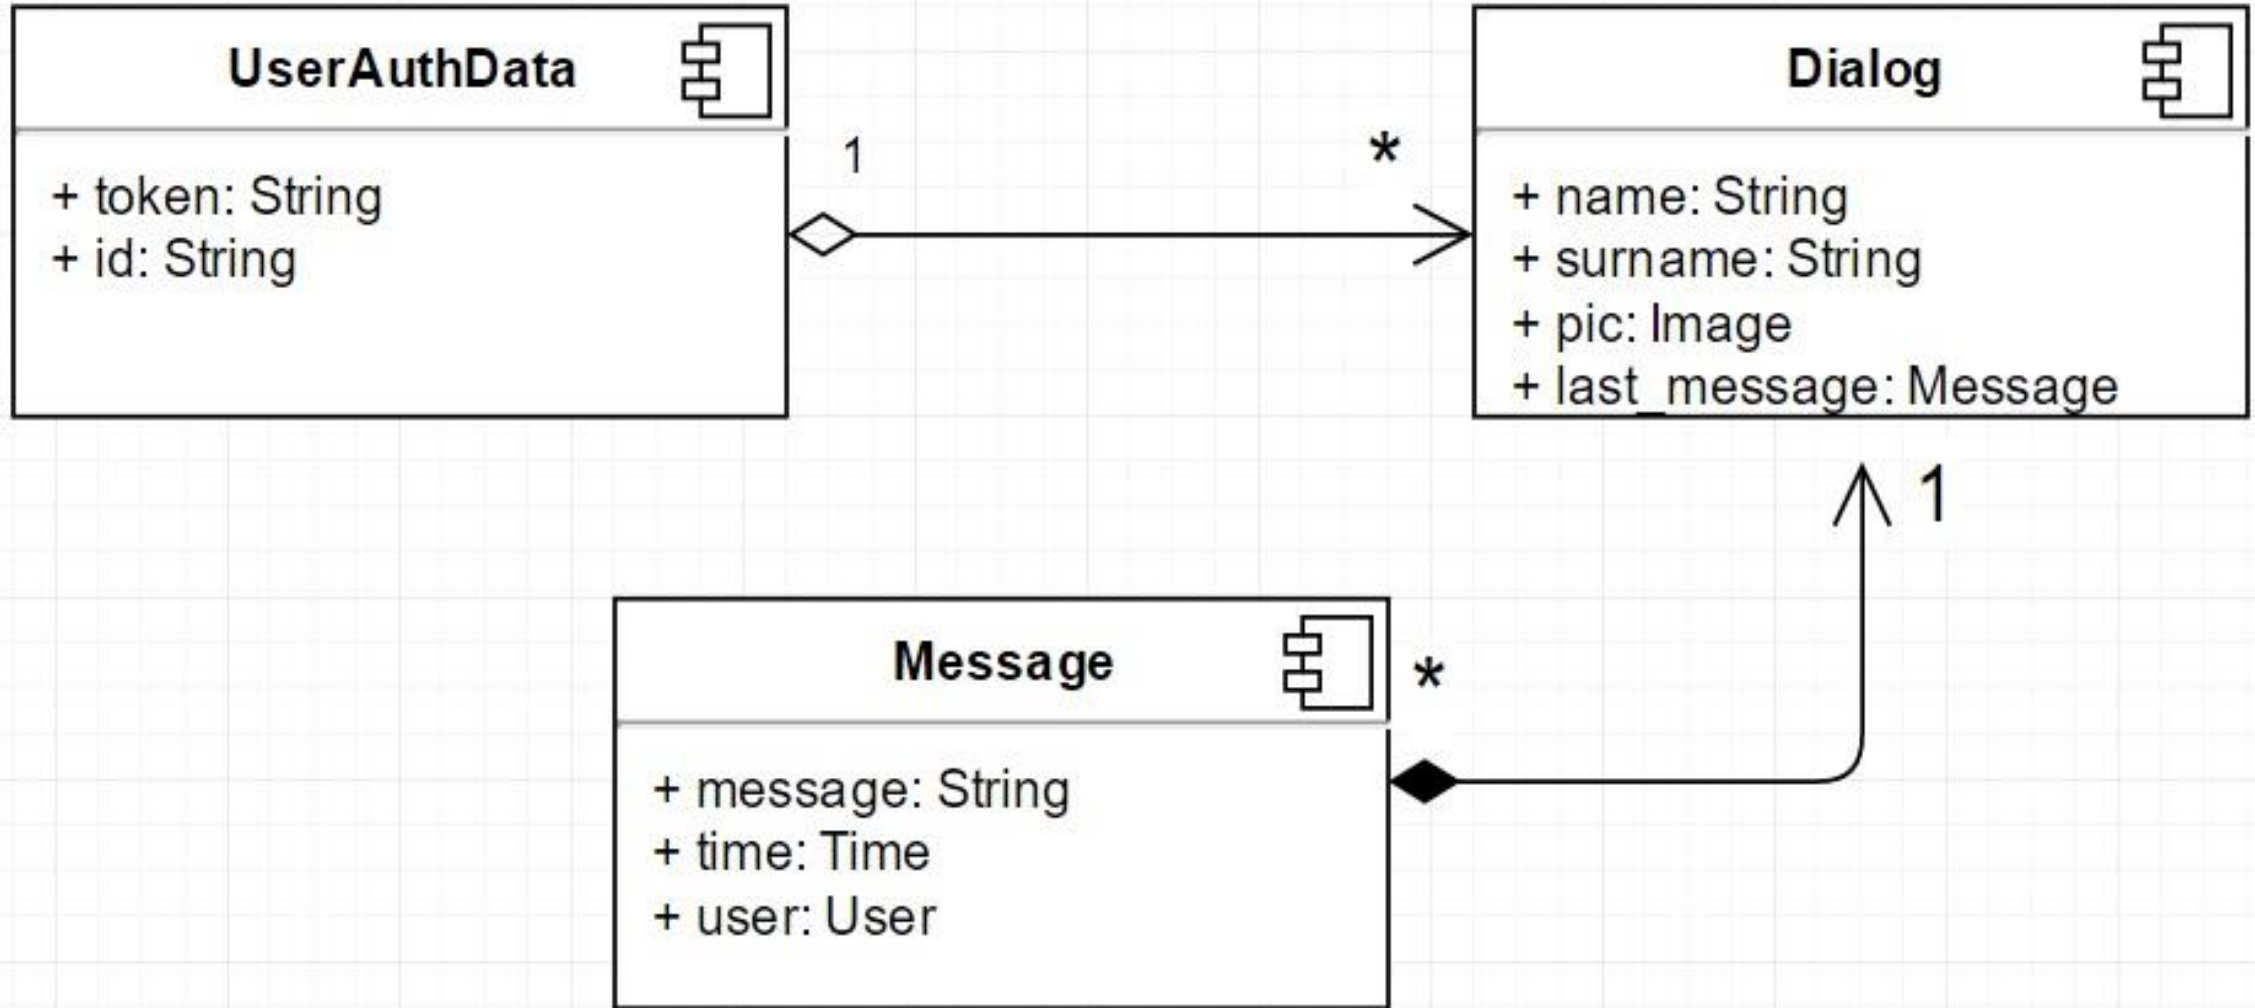 UserAuthData
+ token: String
+ id: String
1
*
Dialog
+ name: String
+ surname: String
+ pic: Image
+ last_message: Message
1
Message
*
+ message: String
+ time: Time
+ user: User